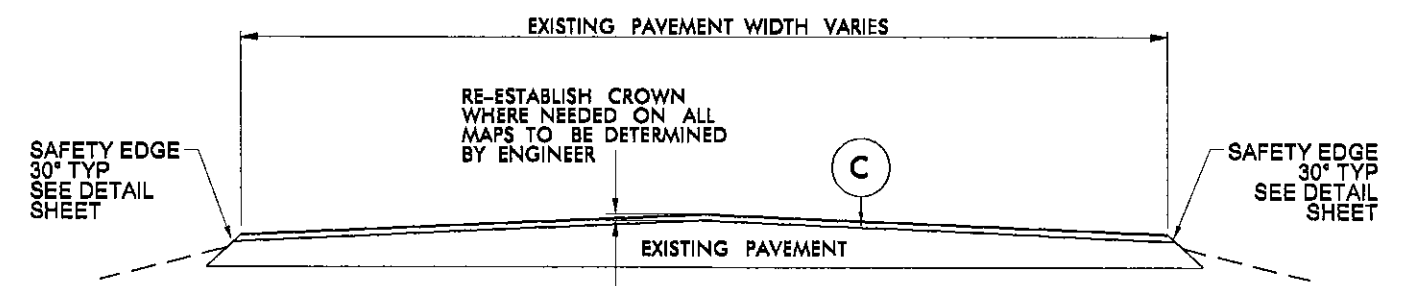 EXISTING PAVEMENT WIDTH VARIES
RE-ESTABLISH CROWN
WHERE NEEDED ON ALL
MAPS TO BE DETERMINED
BY ENGINEER
SAFETY EDGE
30° TYP
SEE DETAIL
SHEET
C
SAFETY EDGE
30° TYP
SEE DETAIL
SHEET
EXISTING PAVEMENT